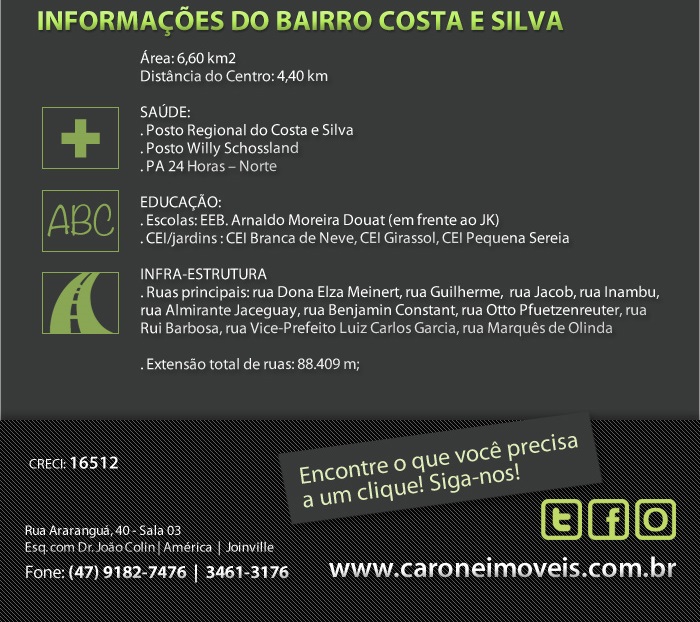 INFORMAÇÕES DO BAIRRO COSTA E SILVA
Área: 6,60 km2
Distância do Centro: 4,40 km
SAÚDE:
. Posto Regional do Costa e Silva
. Posto Willy Schossland
. PA 24 Horas – Norte
ABC
EDUCAÇÃO:
. Escolas: EEB. Arnaldo Moreira Douat (em frente ao JK)
. CEI/jardins : CEI Branca de Neve, CEI Girassol, CEI Pequena Sereia
INFRA-ESTRUTURA
. Ruas principais: rua Dona Elza Meinert, rua Guilherme, rua Jacob, rua Inambu,
rua Almirante Jaceguay, rua Benjamin Constant, rua Otto Pfuetzenreuter, rua
Rui Barbosa, rua Vice-Prefeito Luiz Carlos Garcia, rua Marquês de Olinda
. Extensão total de ruas: 88.409 m;
CRECI: 16512
Encontre o que você precisa
a um clique! Siga-nos!
Rua Araranguá, 40 - Sala 03
Esq. com Dr. João Colin | América | Joinville
Fone: (47) 9182-7476 | 3461-3176
www.caroneimoveis.com.br